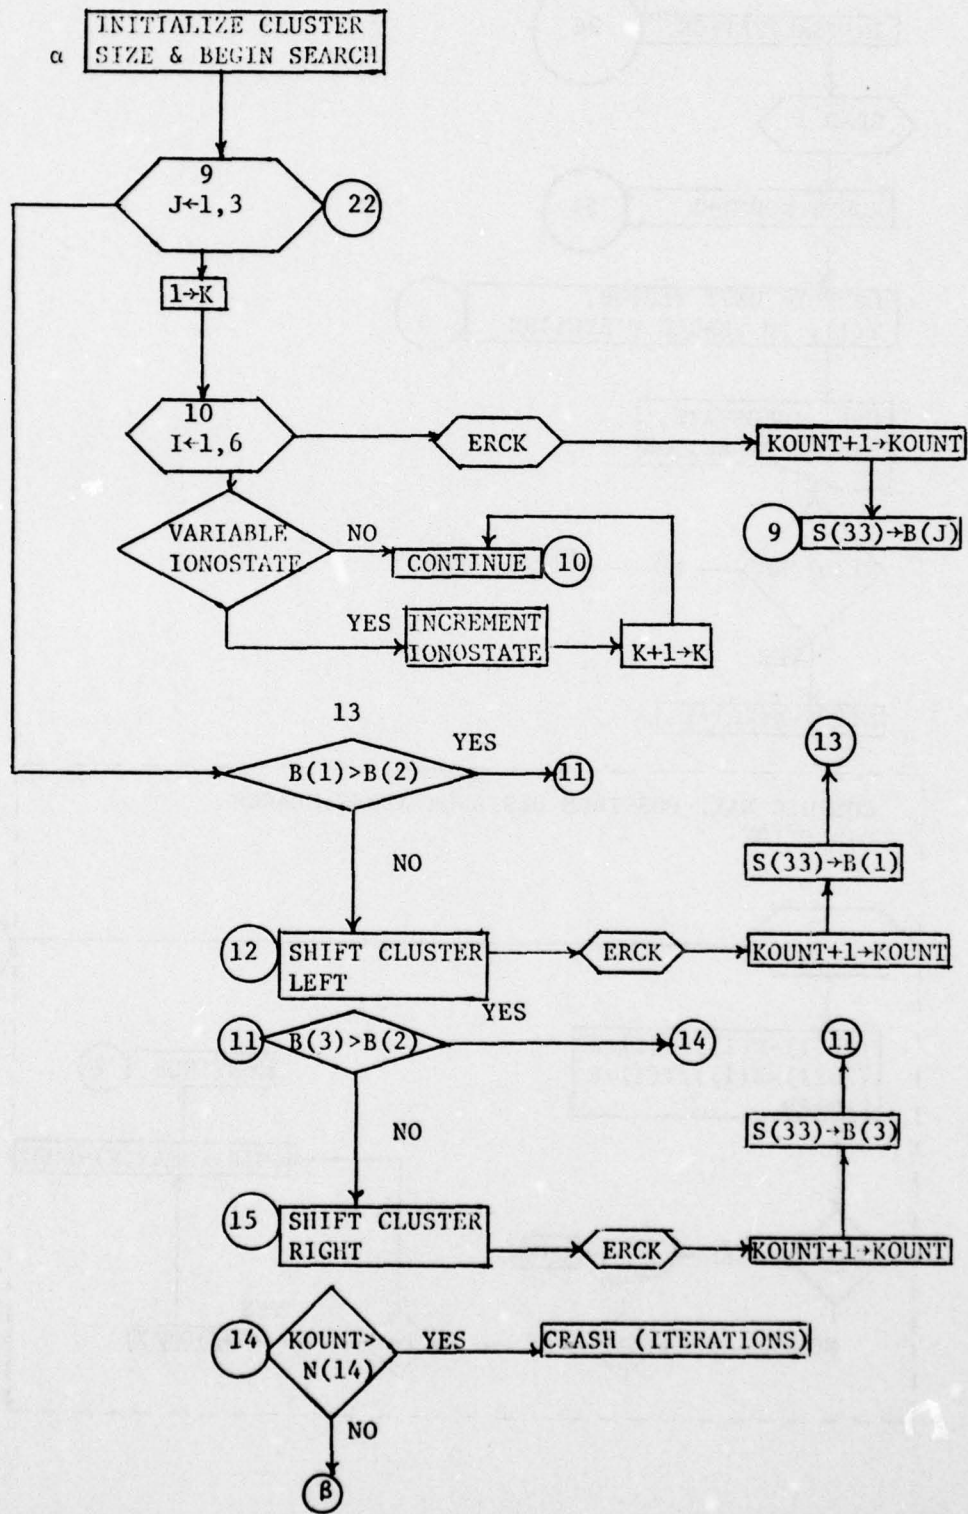 INITIALIZE CLUSTER
α SIZE & BEGIN SEARCH
9
J←1,3
22
1→K
10
I←1,6
ERCK
KOUNT+1→KOUNT
9
S(33)→B(J)
VARIABLE
IONOSTATE
NO
CONTINUE
10
YES
INCREMENT
IONOSTATE
K+1→K
13
B(1)>B(2)
YES
11
13
NO
S(33)→B(1)
12
SHIFT CLUSTER
LEFT
ERCK
KOUNT+1→KOUNT
11
B(3)>B(2)
YES
14
11
NO
S(33)→B(3)
15
SHIFT CLUSTER
RIGHT
ERCK
KOUNT+1→KOUNT
14
KOUNT>
N(14)
YES
CRASH (ITERATIONS)
NO
β